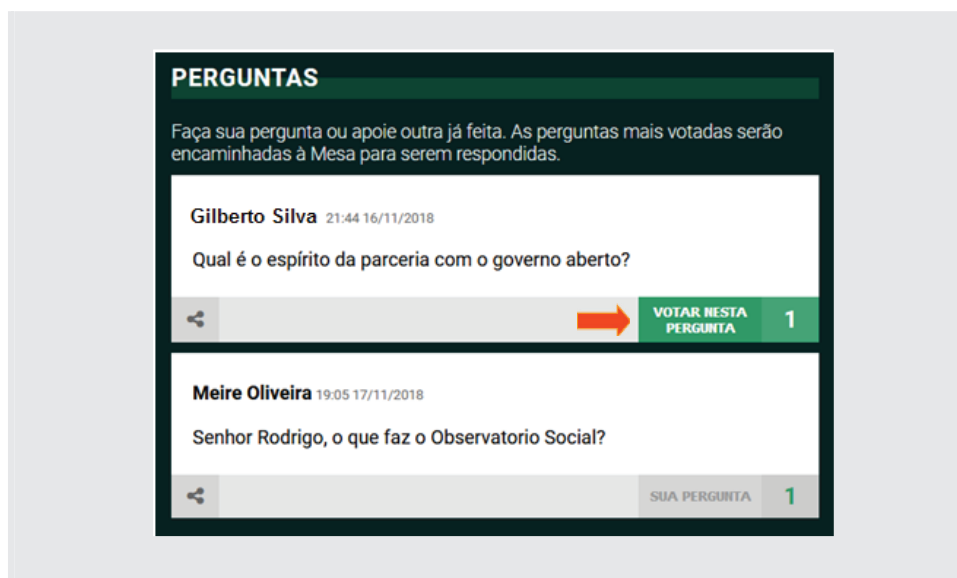 PERGUNTAS
Faça sua pergunta ou apoie outra já feita. As perguntas mais votadas serão
encaminhadas à Mesa para serem respondidas.
Gilberto Silva 21:44 16/11/2018
Qual é o espírito da parceria com o governo aberto?
VOTAR NESTA
PERGUNTA
1
Meire Oliveira 19:05 17/11/2018
Senhor Rodrigo, o que faz o Observatorio Social?
SUA PERGUNTA 1